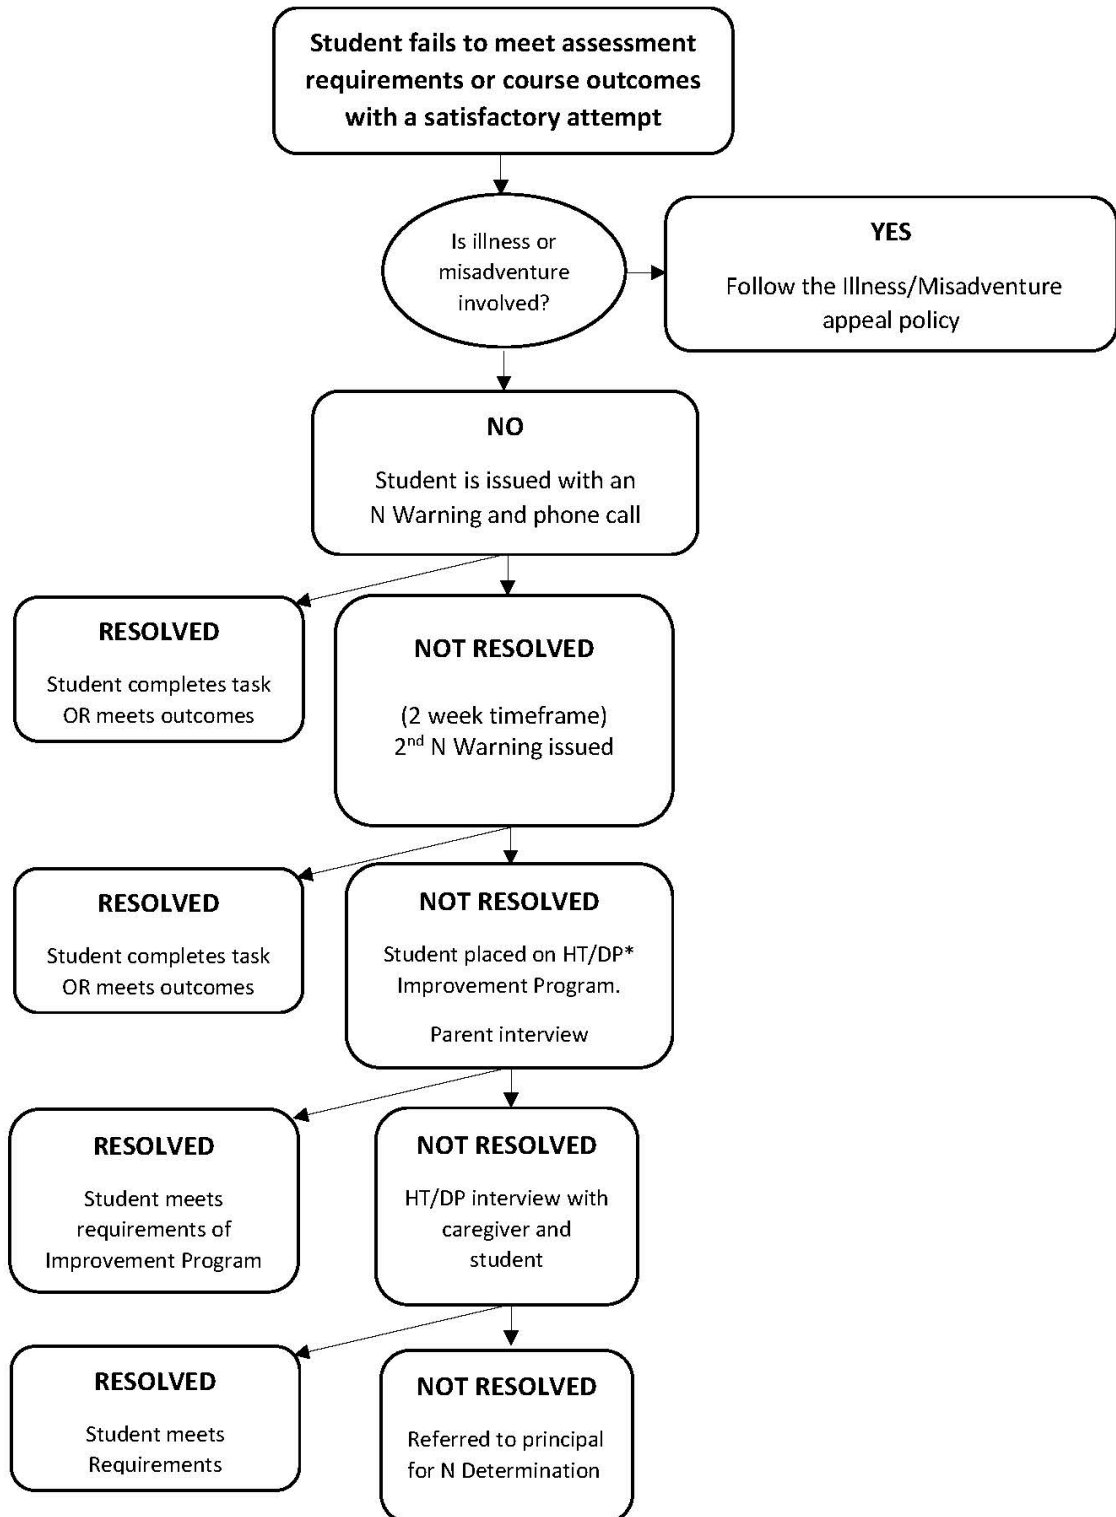 Student fails to meet assessment
requirements or course outcomes
with a satisfactory attempt
Is illness or
misadventure
involved?
YES
Follow the Illness/Misadventure
appeal policy
NO
Student is issued with an
N Warning and phone call
RESOLVED
Student completes task
OR meets outcomes
NOT RESOLVED
(2 week timeframe)
2nd N Warning issued
RESOLVED
Student completes task
OR meets outcomes
NOT RESOLVED
Student placed on HT/DP*
Improvement Program.
Parent interview
RESOLVED
Student meets
requirements of
Improvement Program
NOT RESOLVED
HT/DP interview with
caregiver and
student
RESOLVED
Student meets
Requirements
NOT RESOLVED
Referred to principal
for N Determination